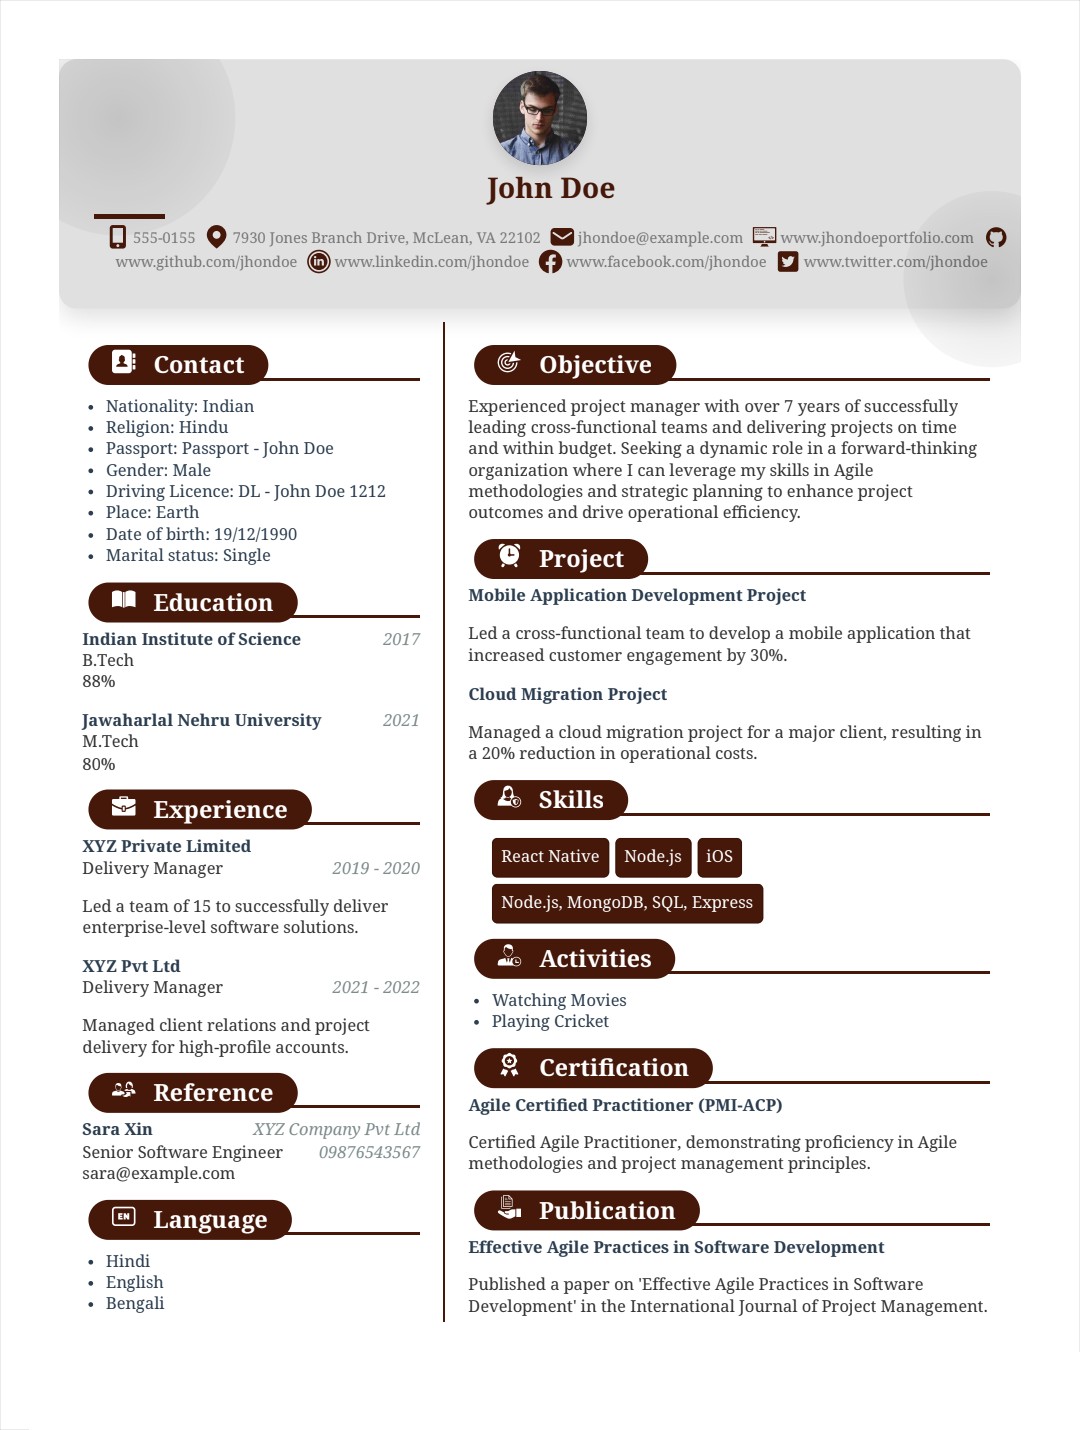 John Doe
555-0155 7930 Jones Branch Drive, McLean, VA 22102 jhondoe@example.com www.jhondoeportfolio.com
www.github.com/jhondoe www.linkedin.com/jhondoe www.facebook.com/jhondoe www.twitter.com/jhondoe
Contact
• Nationality: Indian
• Religion: Hindu
• Passport: Passport - John Doe
• Gender: Male
• Driving Licence: DL - John Doe 1212
• Place: Earth
• Date of birth: 19/12/1990
• Marital status: Single
Education
Indian Institute of Science 2017
B.Tech
88%
Jawaharlal Nehru University 2021
M.Tech
80%
Experience
XYZ Private Limited
Delivery Manager 2019 - 2020
Led a team of 15 to successfully deliver
enterprise-level software solutions.
XYZ Pvt Ltd
Delivery Manager 2021 - 2022
Managed client relations and project
delivery for high-profile accounts.
Reference
Sara Xin XYZ Company Pvt Ltd
Senior Software Engineer 09876543567
sara@example.com
EN Language
• Hindi
• English
• Bengali
Objective
Experienced project manager with over 7 years of successfully
leading cross-functional teams and delivering projects on time
and within budget. Seeking a dynamic role in a forward-thinking
organization where I can leverage my skills in Agile
methodologies and strategic planning to enhance project
outcomes and drive operational efficiency.
Project
Mobile Application Development Project
Led a cross-functional team to develop a mobile application that
increased customer engagement by 30%.
Cloud Migration Project
Managed a cloud migration project for a major client, resulting in
a 20% reduction in operational costs.
Skills
React Native Node.js iOS
Node.js, MongoDB, SQL, Express
Activities
• Watching Movies
• Playing Cricket
Certification
Agile Certified Practitioner (PMI-ACP)
Certified Agile Practitioner, demonstrating proficiency in Agile
methodologies and project management principles.
Publication
Effective Agile Practices in Software Development
Published a paper on 'Effective Agile Practices in Software
Development' in the International Journal of Project Management.